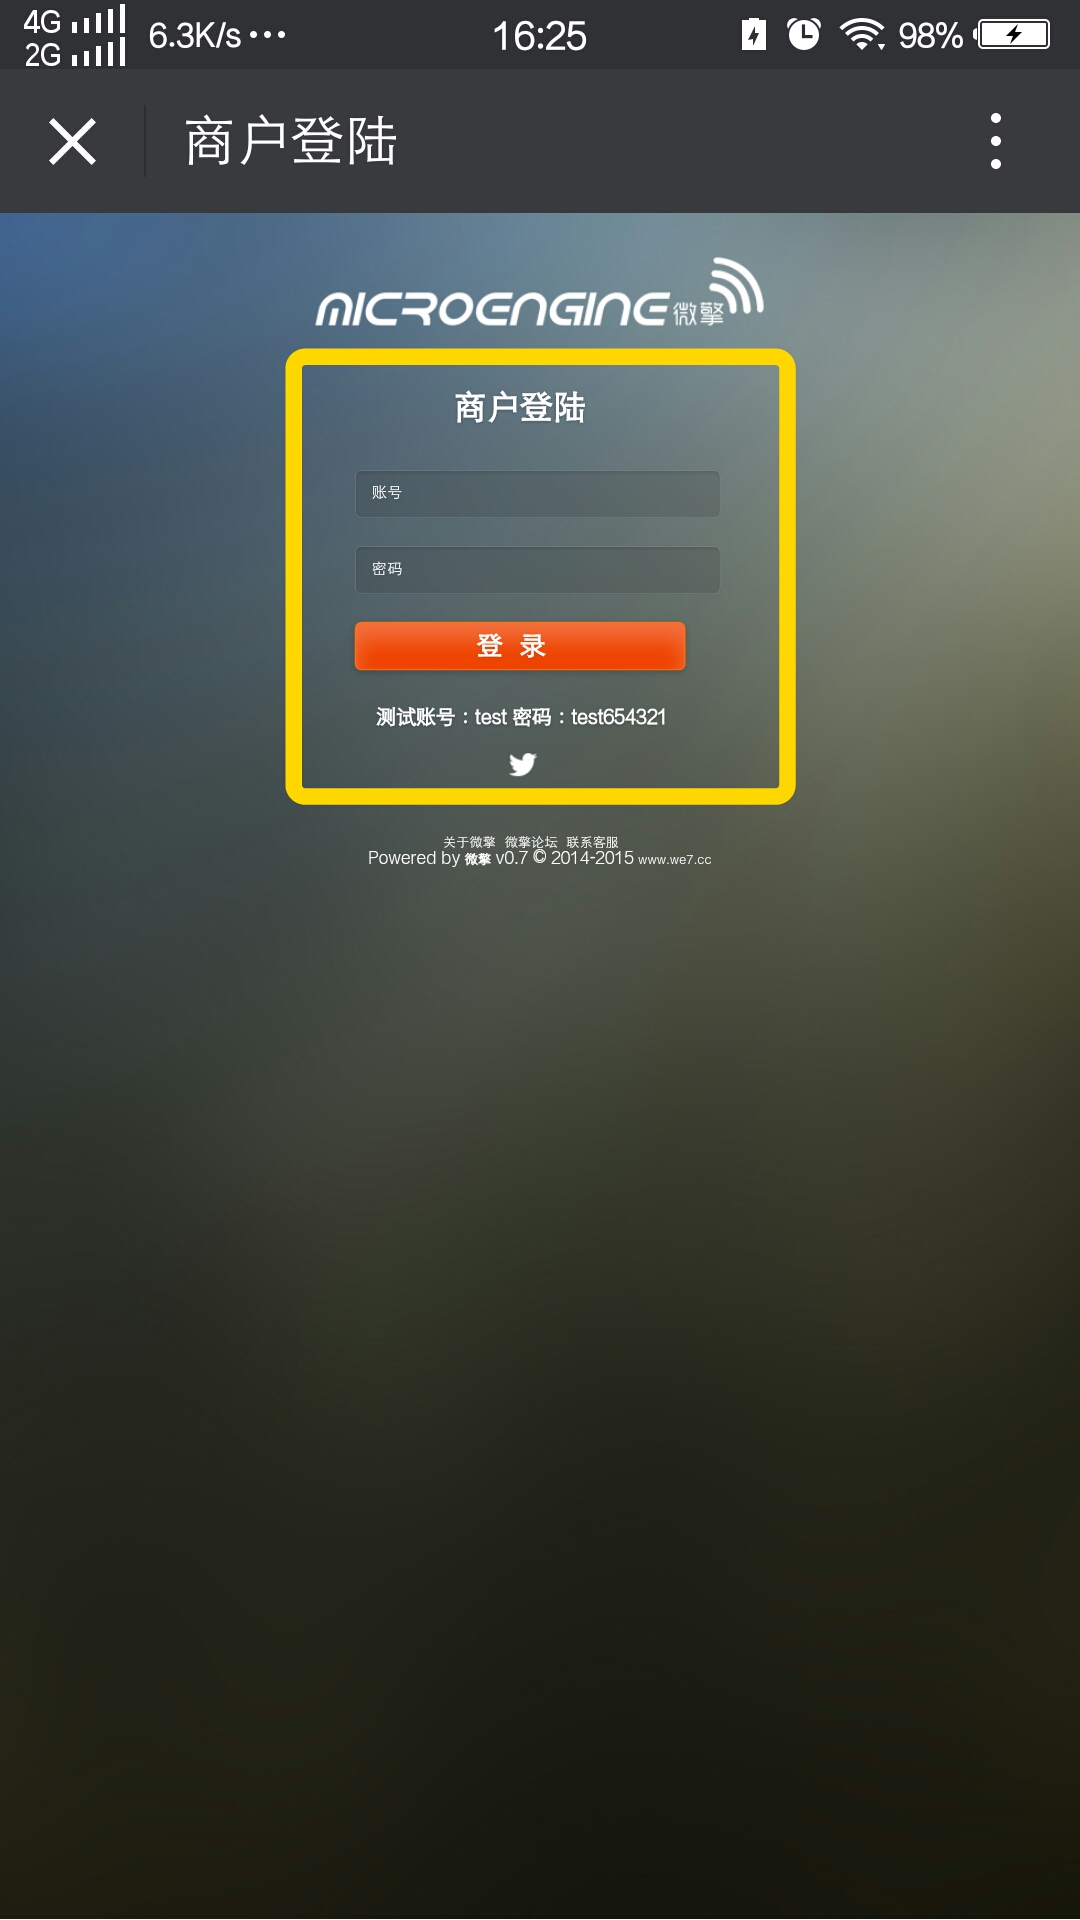 4G 6.3K/s 16:25 98%
2G
商户登陆
MICROENGINE 微擎
商户登陆
账号
密码
登 录
测试账号：test 密码：test654321
关于微擎 微擎论坛 联系客服
Powered by 微擎 v0.7 © 2014-2015 www.we7.cc